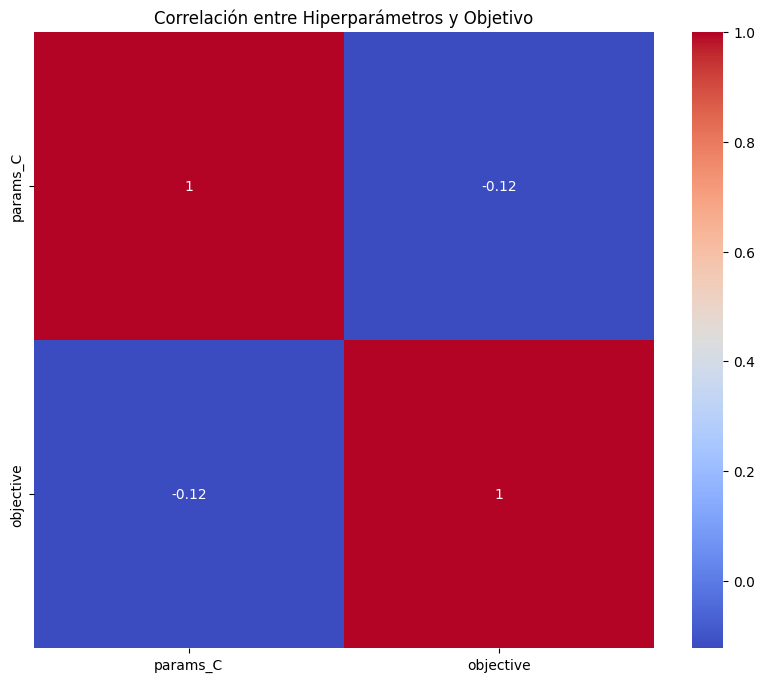 Correlación entre Hiperparámetros y Objetivo
params_C
1
-0.12
objective
-0.12
1
params_C
objective
1.0
0.8
0.6
0.4
0.2
0.0